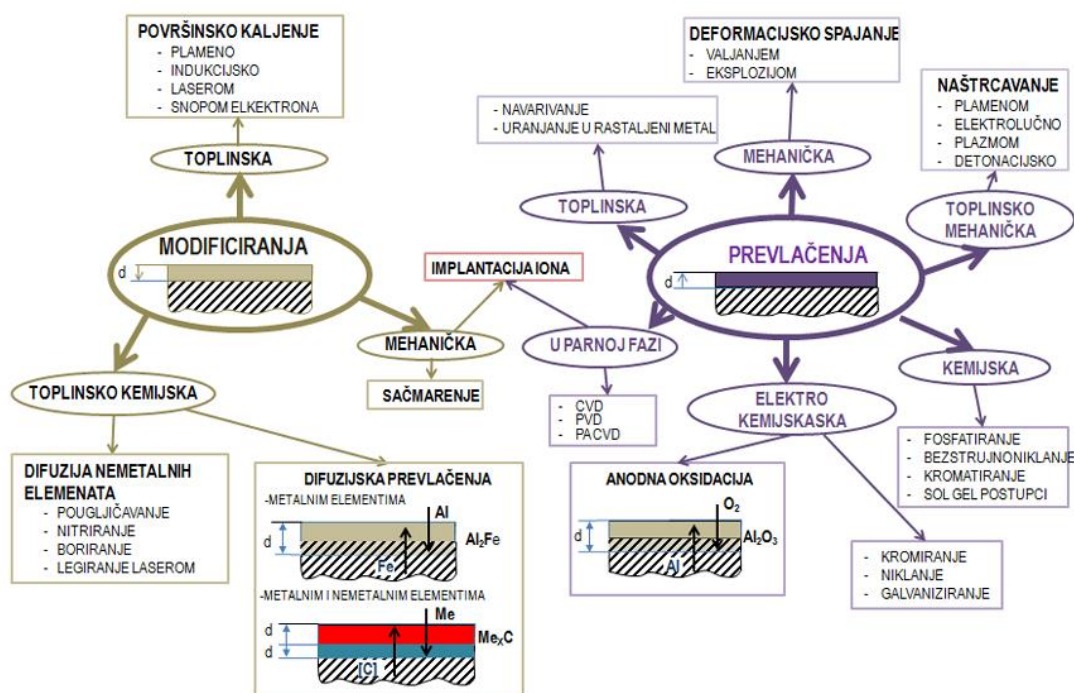 POVRŠINSKO KALJENJE
- PLAMENO
- INDUKCIJSKO
- LASEROM
- SNOPOM ELKEKTRONA
TOPLINSKA
MODIFICIRANJA
d
MEHANIČKA
SAČMARENJE
IMPLANTACIJA IONA
TOPLINSKO KEMIJSKA
DIFUZIJA NEMETALNIH
ELEMENATA
- POUGLJIČAVANJE
- NITRIRANJE
- BORIRANJE
- LEGIRANJE LASEROM
DIFUZIJSKA PREVLAČENJA
-METALNIM ELEMENTIMA
Al
d
Al₂Fe
Fe
-METALNIM I NEMETALNIM ELEMENTIMA
Me
d
MeₓC
d
[C]
DEFORMACIJSKO SPAJANJE
- VALJANJEM
- EKSPLOZIJOM
- NAVARIVANJE
- URANJANJE U RASTALJENI METAL
NAŠTRCAVANJE
- PLAMENOM
- ELEKTROLUČNO
- PLAZMOM
- DETONACIJSKO
MEHANIČKA
TOPLINSKA
TOPLINSKO
MEHANIČKA
PREVLAČENJA
d
U PARNOJ FAZI
- CVD
- PVD
- PACVD
ELEKTRO
KEMIJSKASKA
KEMIJSKA
- FOSFATIRANJE
- BEZSTRUJNO NIKLANJE
- KROMATIRANJE
- SOL GEL POSTUPCI
ANODNA OKSIDACIJA
O₂
d
Al₂O₃
Al
- KROMIRANJE
- NIKLANJE
- GALVANIZIRANJE